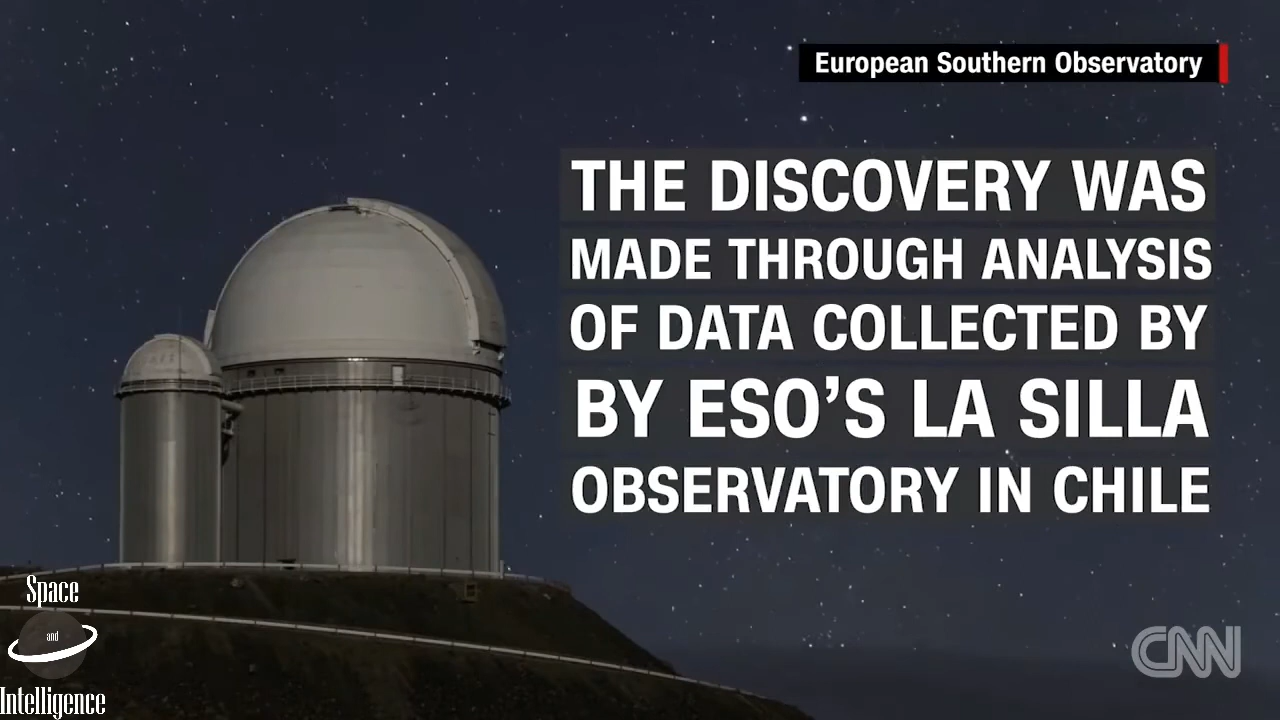 European Southern Observatory
THE DISCOVERY WAS
MADE THROUGH ANALYSIS
OF DATA COLLECTED BY
BY ESO'S LA SILLA
OBSERVATORY IN CHILE
Space
and
Intelligence
CNN